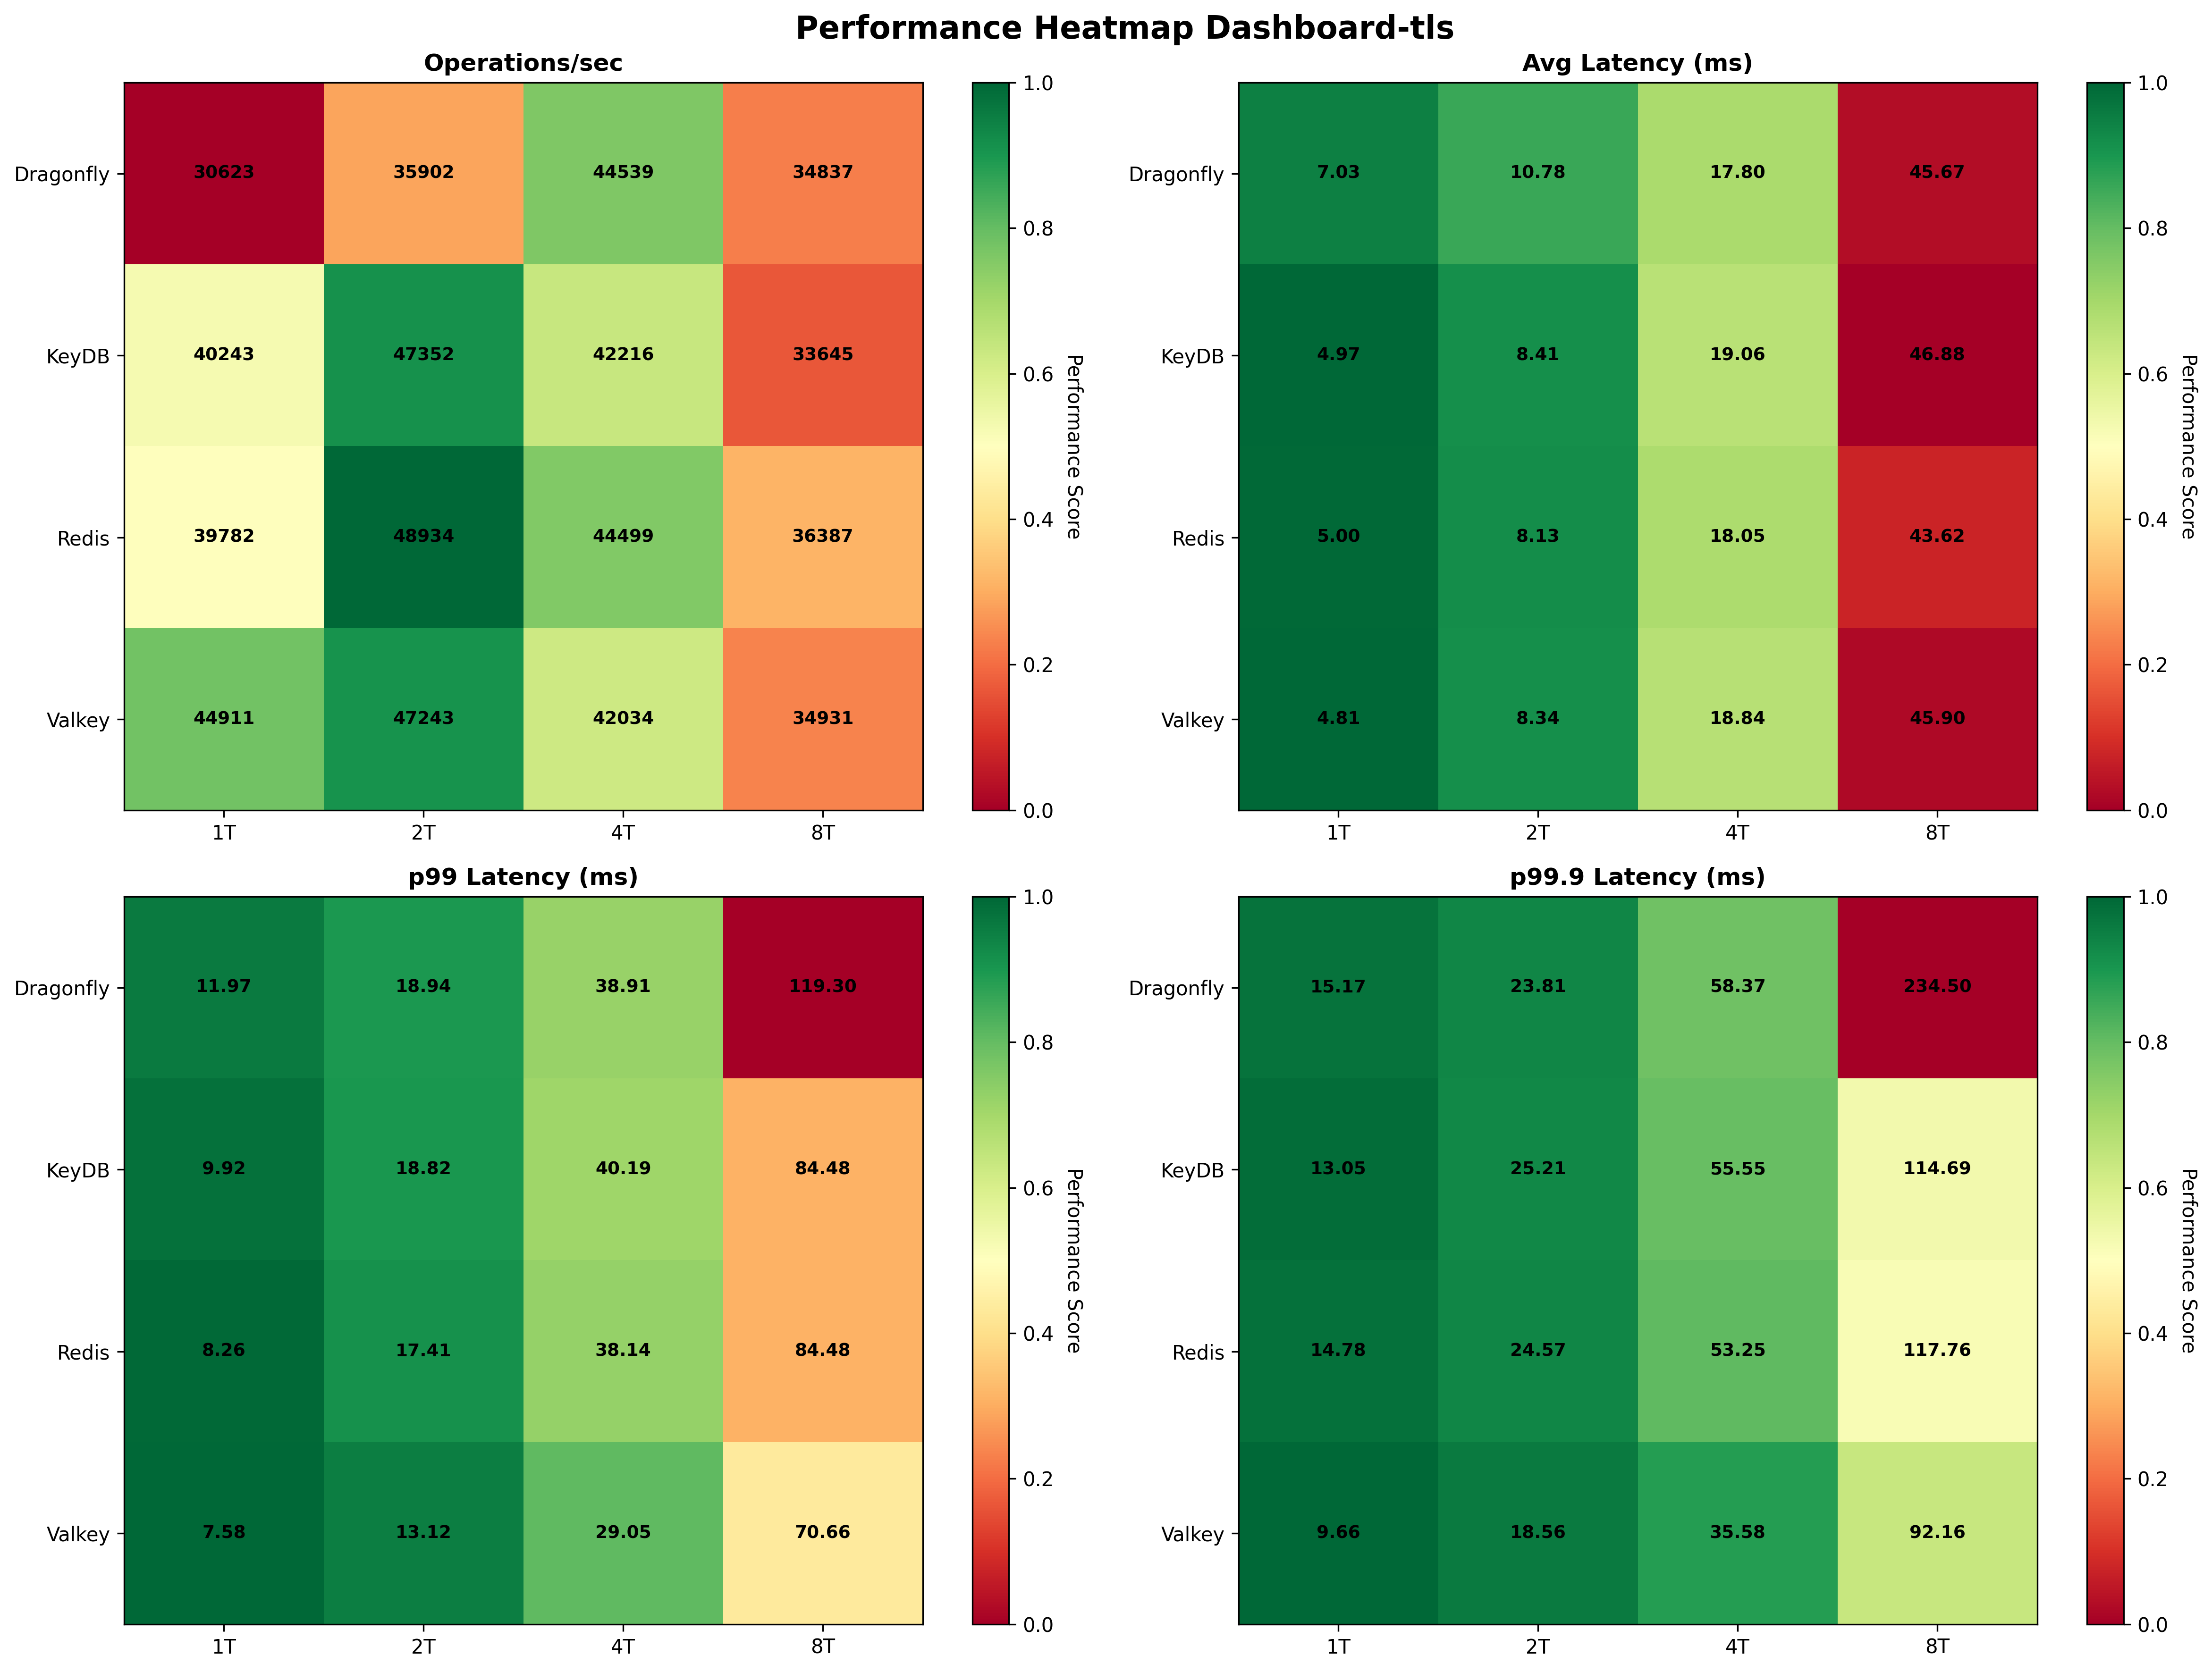 Performance Heatmap Dashboard-tls
Operations/sec
Dragonfly 30623 35902 44539 34837
KeyDB 40243 47352 42216 33645
Redis 39782 48934 44499 36387
Valkey 44911 47243 42034 34931
1T 2T 4T 8T
1.0
0.8
0.6
0.4
0.2
0.0
Performance Score
Avg Latency (ms)
Dragonfly 7.03 10.78 17.80 45.67
KeyDB 4.97 8.41 19.06 46.88
Redis 5.00 8.13 18.05 43.62
Valkey 4.81 8.34 18.84 45.90
1T 2T 4T 8T
1.0
0.8
0.6
0.4
0.2
0.0
Performance Score
p99 Latency (ms)
Dragonfly 11.97 18.94 38.91 119.30
KeyDB 9.92 18.82 40.19 84.48
Redis 8.26 17.41 38.14 84.48
Valkey 7.58 13.12 29.05 70.66
1T 2T 4T 8T
1.0
0.8
0.6
0.4
0.2
0.0
Performance Score
p99.9 Latency (ms)
Dragonfly 15.17 23.81 58.37 234.50
KeyDB 13.05 25.21 55.55 114.69
Redis 14.78 24.57 53.25 117.76
Valkey 9.66 18.56 35.58 92.16
1T 2T 4T 8T
1.0
0.8
0.6
0.4
0.2
0.0
Performance Score